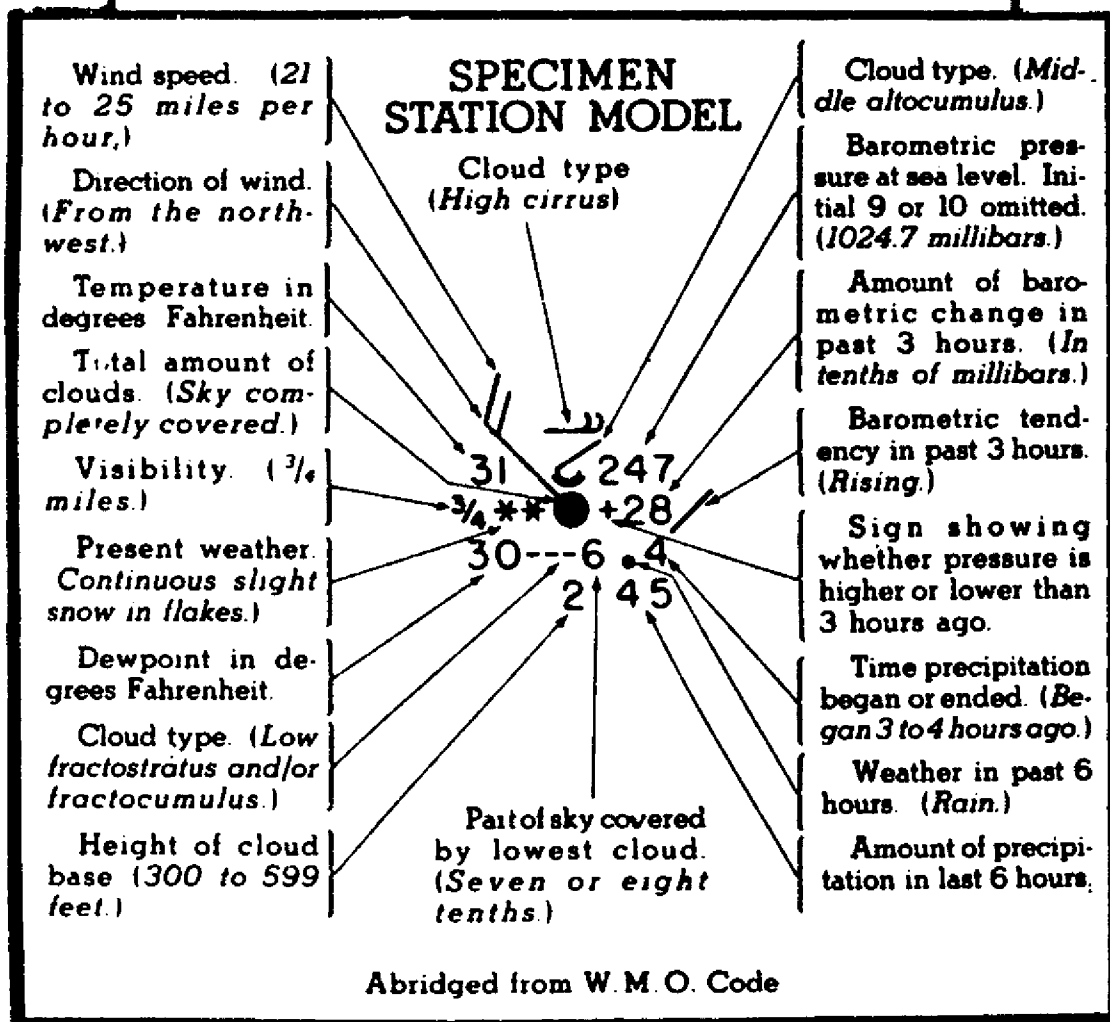 SPECIMEN
STATION MODEL
Wind speed. (21
to 25 miles per
hour,)
Direction of wind.
(From the north-
west.)
Temperature in
degrees Fahrenheit.
Total amount of
clouds. (Sky com-
pletely covered.)
Visibility. (3/4
miles.)
Present weather.
Continuous slight
snow in flakes.)
Dewpoint in de-
grees Fahrenheit.
Cloud type. (Low
fractostratus and/or
fractocumulus.)
Height of cloud
base (300 to 599
feet.)
Cloud type
(High cirrus)
31 247
3/4 ** +28
30---6 4
2 45
Part of sky covered
by lowest cloud.
(Seven or eight
tenths.)
Cloud type. (Mid-
dle altocumulus.)
Barometric pres-
sure at sea level. Ini-
tial 9 or 10 omitted.
(1024.7 millibars.)
Amount of baro-
metric change in
past 3 hours. (In
tenths of millibars.)
Barometric tend-
ency in past 3 hours.
(Rising.)
Sign showing
whether pressure is
higher or lower than
3 hours ago.
Time precipitation
began or ended. (Be-
gan 3 to 4 hours ago.)
Weather in past 6
hours. (Rain.)
Amount of precipi-
tation in last 6 hours.
Abridged from W.M.O. Code